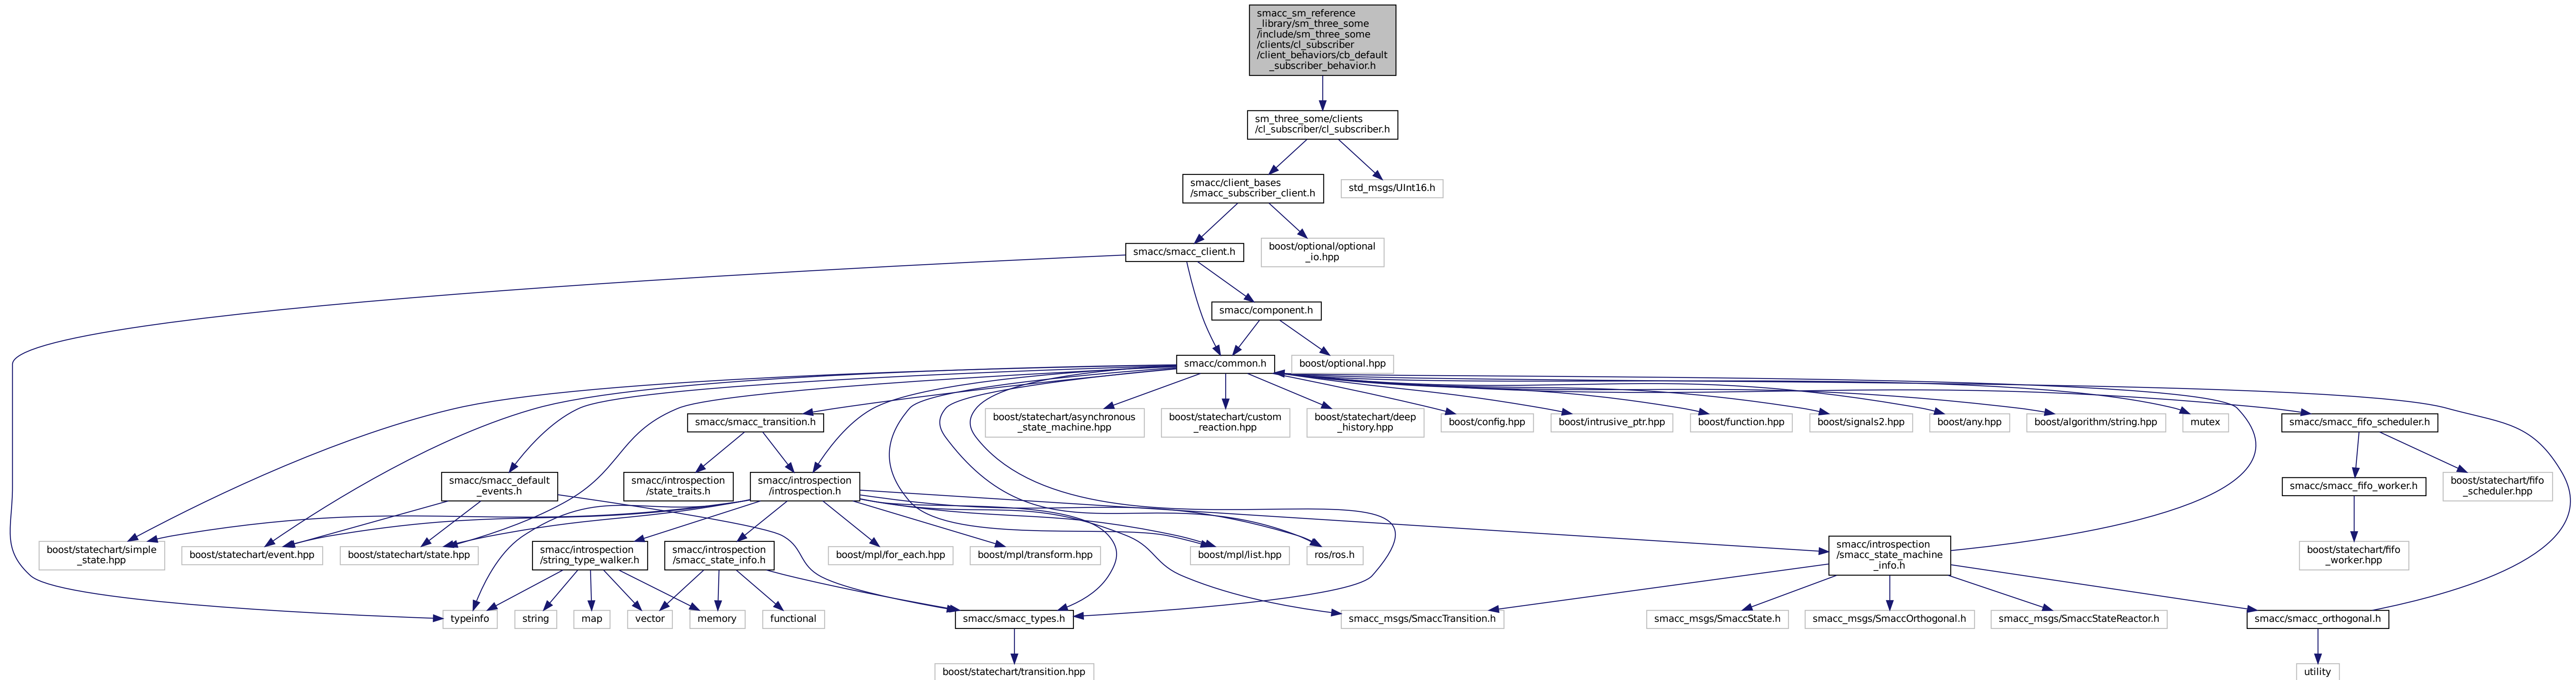 smacc_sm_reference
_library/sm_three_some
/include/sm_three_some
/clients/cl_subscriber
/client_behaviors/cb_default
_subscriber_behavior.h
sm_three_some/clients
/cl_subscriber/cl_subscriber.h
smacc/client_bases
/smacc_subscriber_client.h
std_msgs/UInt16.h
smacc/smacc_client.h
boost/optional/optional
_io.hpp
smacc/component.h
smacc/common.h
boost/optional.hpp
smacc/smacc_transition.h
boost/statechart/asynchronous
_state_machine.hpp
boost/statechart/custom
_reaction.hpp
boost/statechart/deep
_history.hpp
boost/config.hpp
boost/intrusive_ptr.hpp
boost/function.hpp
boost/signals2.hpp
boost/any.hpp
boost/algorithm/string.hpp
mutex
smacc/smacc_fifo_scheduler.h
smacc/smacc_default
_events.h
smacc/introspection
/state_traits.h
smacc/introspection
/introspection.h
smacc/smacc_fifo_worker.h
boost/statechart/fifo
_scheduler.hpp
boost/statechart/simple
_state.hpp
boost/statechart/event.hpp
boost/statechart/state.hpp
smacc/introspection
/string_type_walker.h
smacc/introspection
/smacc_state_info.h
boost/mpl/for_each.hpp
boost/mpl/transform.hpp
boost/mpl/list.hpp
ros/ros.h
smacc/introspection
/smacc_state_machine
_info.h
boost/statechart/fifo
_worker.hpp
typeinfo
string
map
vector
memory
functional
smacc/smacc_types.h
smacc_msgs/SmaccTransition.h
smacc_msgs/SmaccState.h
smacc_msgs/SmaccOrthogonal.h
smacc_msgs/SmaccStateReactor.h
smacc/smacc_orthogonal.h
boost/statechart/transition.hpp
utility